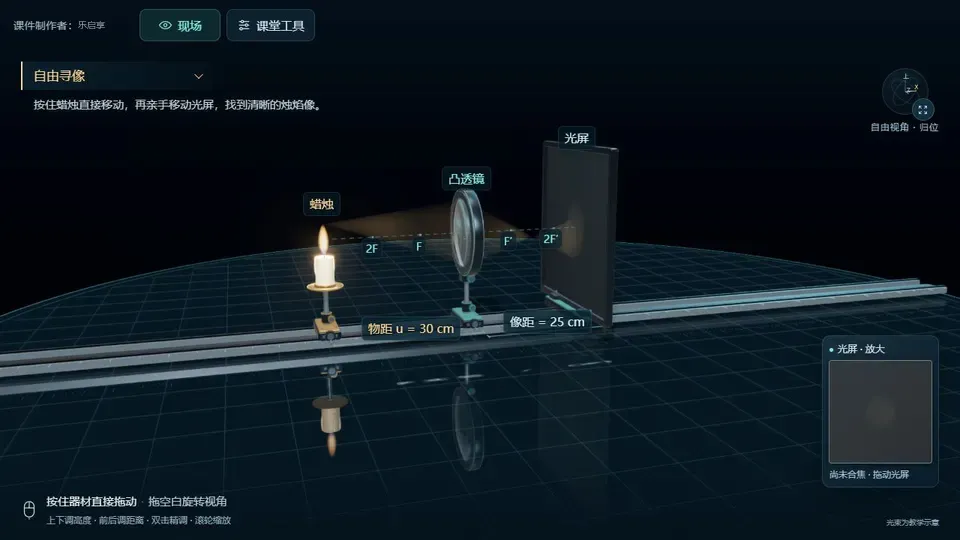 课件制作者：乐启享
现场
课堂工具
自由寻像
按住蜡烛直接移动，再亲手移动光屏，找到清晰的烛焰像。
自由视角 · 归位
光屏
凸透镜
蜡烛
2F
F
F'
2F'
物距 u = 30 cm
像距 = 25 cm
光屏 · 放大
尚未合焦 · 拖动光屏
按住器材直接拖动 · 拖空白旋转视角
上下调高度 · 前后调距离 · 双击精调 · 滚轮缩放
光束为教学示意